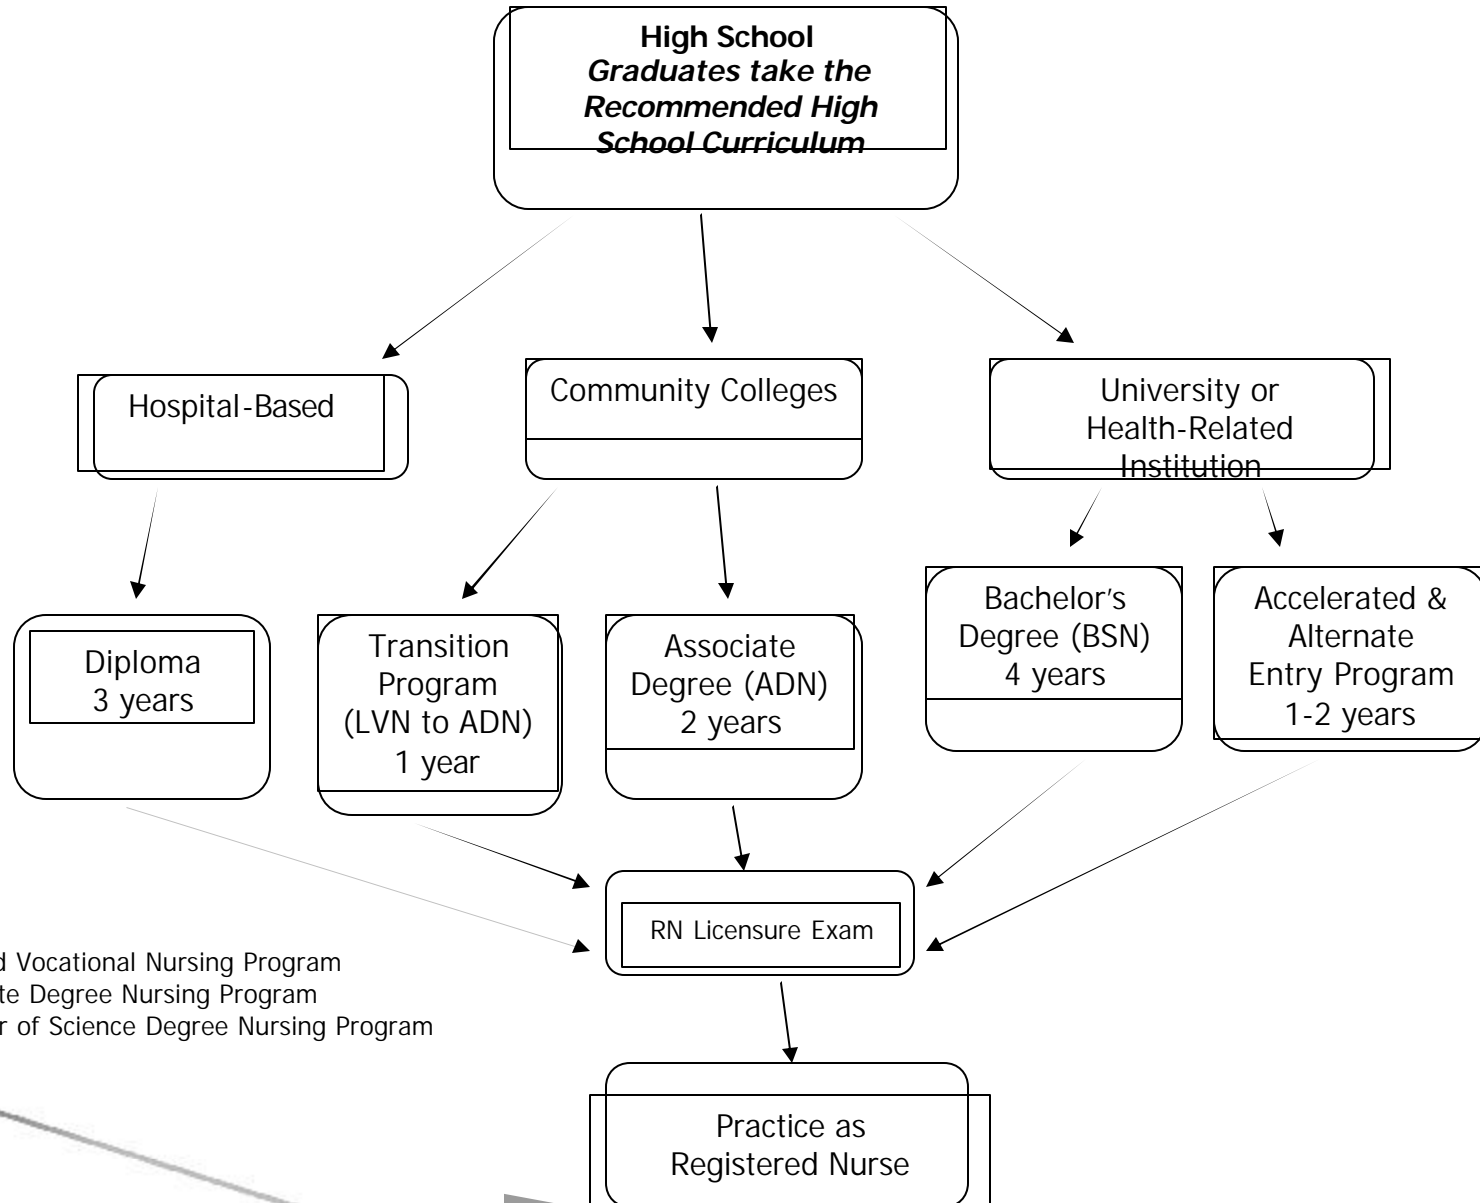 High School
Graduates take the
Recommended High
School Curriculum
Hospital-Based
Community Colleges
University or
Health-Related
Institution
Diploma
3 years
Transition
Program
(LVN to ADN)
1 year
Associate
Degree (ADN)
2 years
Bachelor's
Degree (BSN)
4 years
Accelerated &
Alternate
Entry Program
1-2 years
RN Licensure Exam
d Vocational Nursing Program
te Degree Nursing Program
r of Science Degree Nursing Program
Practice as
Registered Nurse